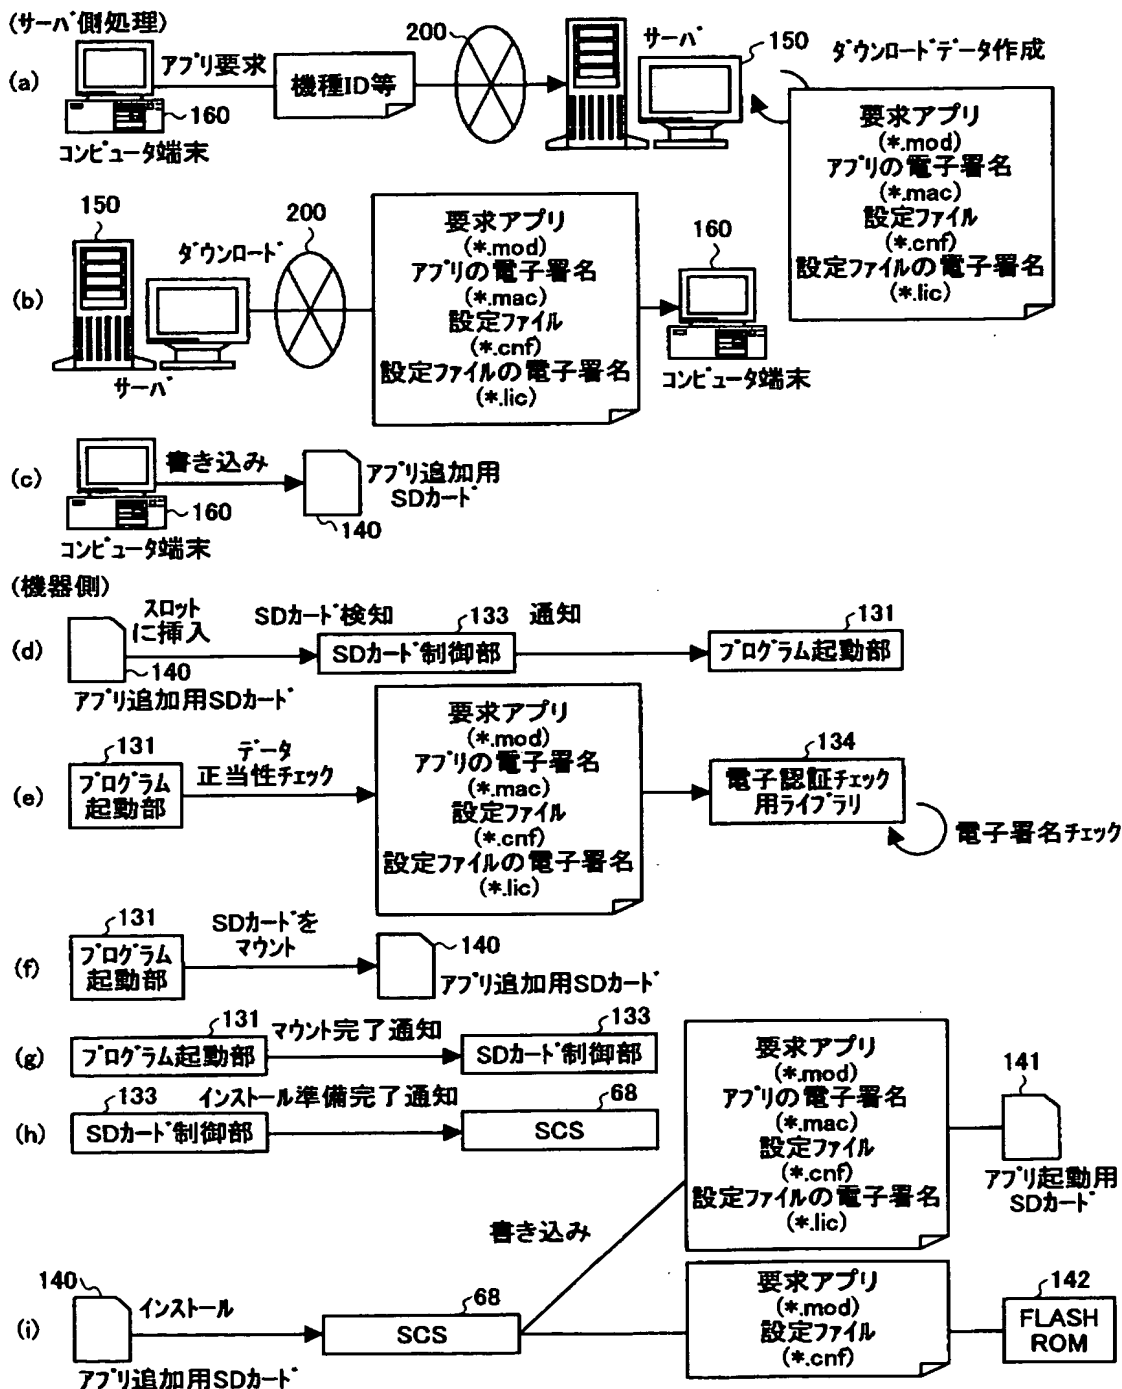 (サーバ側処理)
(a)
アプリ要求
160
コンピュータ端末
機種ID等
200
サーバ
150
ダウンロードデータ作成
要求アプリ
(*.mod)
アプリの電子署名
(*.mac)
設定ファイル
(*.cnf)
設定ファイルの電子署名
(*.lic)
(b)
150
サーバ
ダウンロード
200
要求アプリ
(*.mod)
アプリの電子署名
(*.mac)
設定ファイル
(*.cnf)
設定ファイルの電子署名
(*.lic)
160
コンピュータ端末
(c)
書き込み
160
コンピュータ端末
アプリ追加用
SDカード
140
(機器側)
(d)
スロット
に挿入
140
アプリ追加用SDカード
SDカード検知
133
SDカード制御部
通知
131
プログラム起動部
(e)
131
プログラム
起動部
データ
正当性チェック
要求アプリ
(*.mod)
アプリの電子署名
(*.mac)
設定ファイル
(*.cnf)
設定ファイルの電子署名
(*.lic)
134
電子認証チェック
用ライブラリ
電子署名チェック
(f)
131
プログラム
起動部
SDカードを
マウント
140
アプリ追加用SDカード
(g)
131
プログラム起動部
マウント完了通知
133
SDカード制御部
(h)
133
SDカード制御部
インストール準備完了通知
68
SCS
(i)
140
アプリ追加用SDカード
インストール
68
SCS
書き込み
要求アプリ
(*.mod)
アプリの電子署名
(*.mac)
設定ファイル
(*.cnf)
設定ファイルの電子署名
(*.lic)
141
アプリ起動用
SDカード
要求アプリ
(*.mod)
設定ファイル
(*.cnf)
142
FLASH
ROM